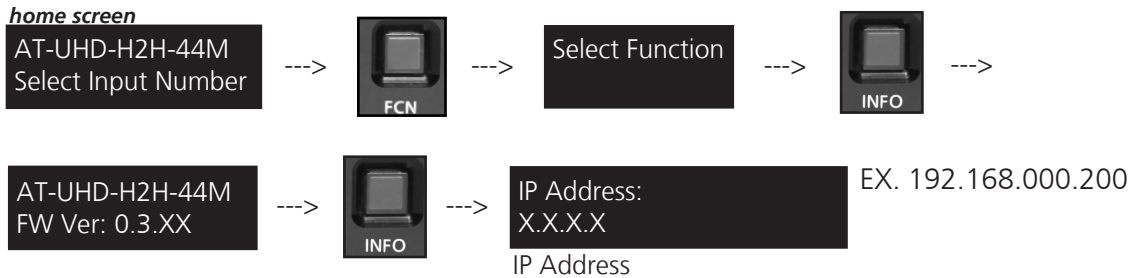 home screen
AT-UHD-H2H-44M
Select Input Number
--->
FCN
--->
Select Function
--->
INFO
--->
AT-UHD-H2H-44M
FW Ver: 0.3.XX
--->
INFO
--->
IP Address:
X.X.X.X
EX. 192.168.000.200
IP Address